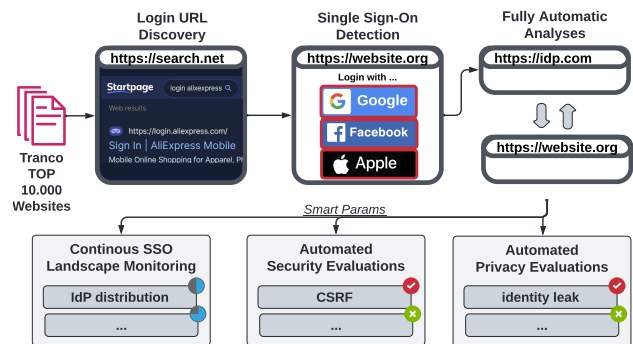 Login URL
Discovery
Single Sign-On
Detection
Fully Automatic
Analyses
https://search.net
Startpage
login aliexpress
Web results
https://login.aliexpress.com/
Sign In | AliExpress Mobile
Mobile Online Shopping for Apparel, Ph
https://website.org
Login with ...
Google
Facebook
Apple
https://idp.com
https://website.org
Tranco
TOP
10.000
Websites
Smart Params
Continous SSO
Landscape Monitoring
IdP distribution
...
Automated
Security Evaluations
CSRF
...
Automated
Privacy Evaluations
identity leak
...